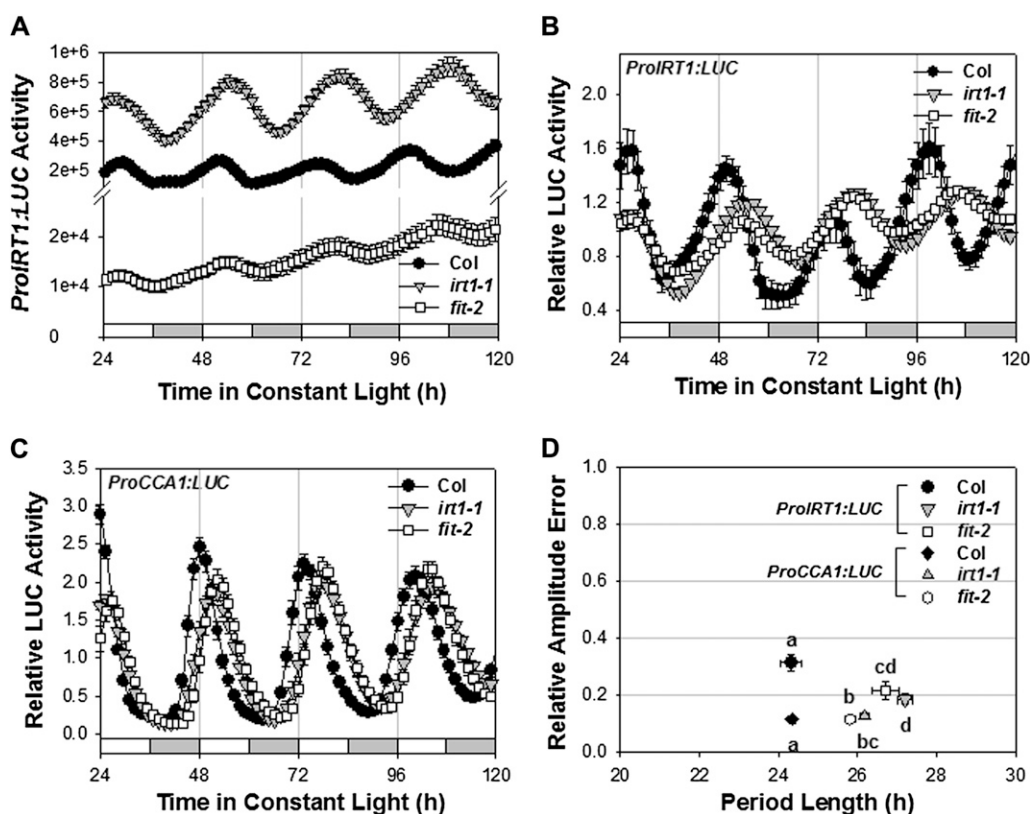 A
ProIRT1:LUC Activity
1e+6
8e+5
6e+5
4e+5
2e+5
2e+4
1e+4
0
Col
irt1-1
fit-2
24 48 72 96 120
Time in Constant Light (h)
B
ProIRT1:LUC
Relative LUC Activity
2.0
1.6
1.2
0.8
0.4
Col
irt1-1
fit-2
24 48 72 96 120
Time in Constant Light (h)
C
ProCCA1:LUC
Relative LUC Activity
3.5
3.0
2.5
2.0
1.5
1.0
0.5
0.0
Col
irt1-1
fit-2
24 48 72 96 120
Time in Constant Light (h)
D
Relative Amplitude Error
1.0
0.8
0.6
0.4
0.2
0.0
ProIRT1:LUC
Col
irt1-1
fit-2
ProCCA1:LUC
Col
irt1-1
fit-2
a
cd
b
d
bc
a
20 22 24 26 28 30
Period Length (h)